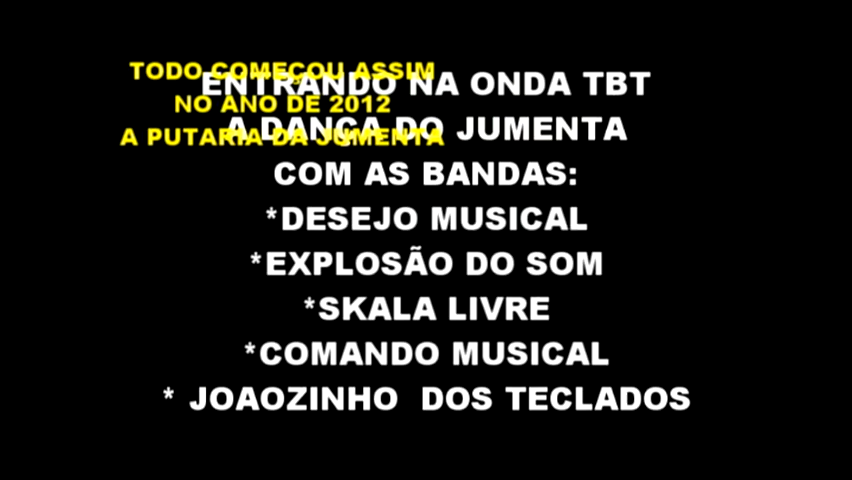 TODO COMEÇOU ASSIM
NO ANO DE 2012
A PUTARIA DA JUMENTA
ENTRANDO NA ONDA TBT
A DANÇA DO JUMENTA
COM AS BANDAS:
*DESEJO MUSICAL
*EXPLOSÃO DO SOM
*SKALA LIVRE
*COMANDO MUSICAL
* JOAOZINHO  DOS TECLADOS